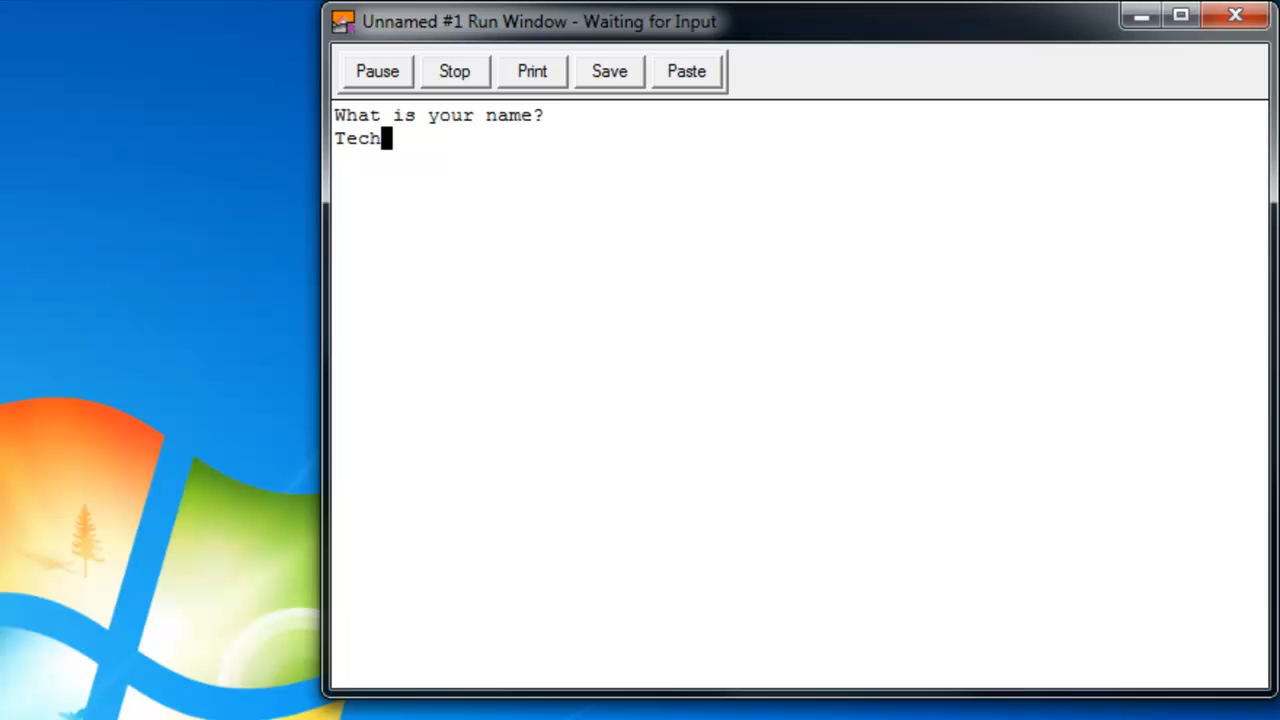 Unnamed #1 Run Window - Waiting for Input
Pause Stop Print Save Paste
What is your name?
Tech